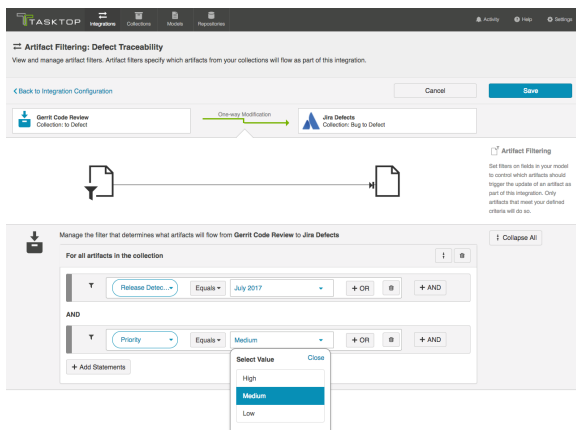 TASKTOP
Integrations
Collections
Models
Repositories
Activity
Help
Settings
Artifact Filtering: Defect Traceability
View and manage artifact filters. Artifact filters specify which artifacts from your collections will flow as part of this integration.
Back to Integration Configuration
Cancel
Save
Gerrit Code Review
Collection: to Defect
One-way Modification
Jira Defects
Collection: Bug to Defect
Artifact Filtering
Set filters on fields in your model
to control which artifacts should
trigger the update of an artifact as
part of this integration. Only
artifacts that meet your defined
criteria will do so.
Manage the filter that determines what artifacts will flow from Gerrit Code Review to Jira Defects
Collapse All
For all artifacts in the collection
Release Detec... Equals July 2017 + OR + AND
AND
Priority Equals Medium + OR + AND
+ Add Statements
Select Value Close
High
Medium
Low